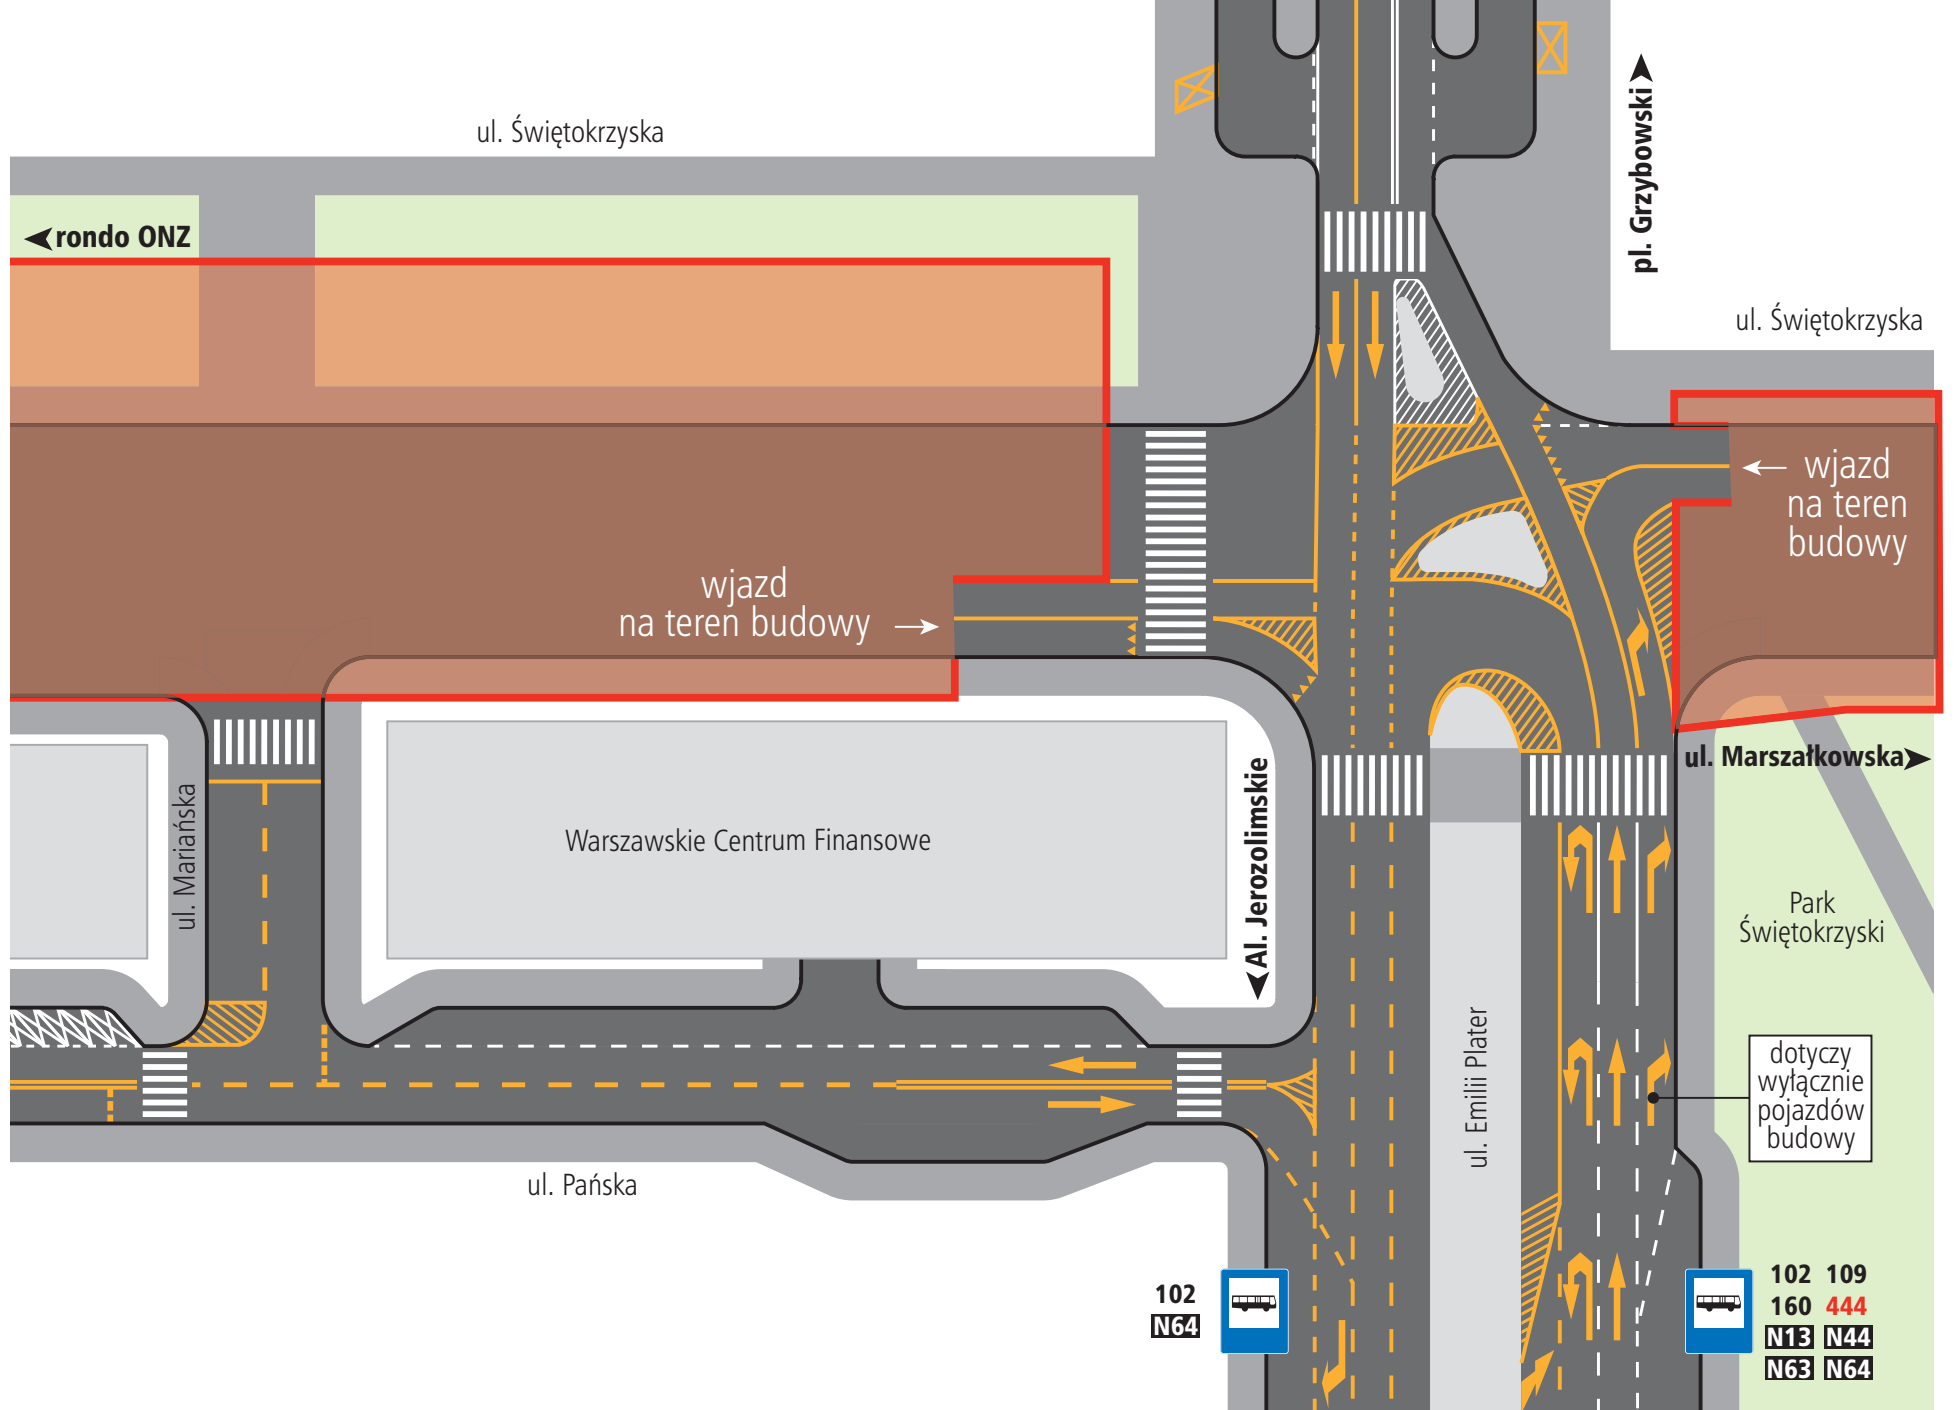 ul. Świętokrzyska
rondo ONZ
pl. Grzybowski
ul. Świętokrzyska
wjazd
na teren
budowy
wjazd
na teren budowy
ul. Marszałkowska
ul. Mariańska
Warszawskie Centrum Finansowe
Al. Jerozolimskie
Park
Świętokrzyski
ul. Emilii Plater
dotyczy
wyłącznie
pojazdów
budowy
ul. Pańska
102
N64
102 109
160 444
N13 N44
N63 N64